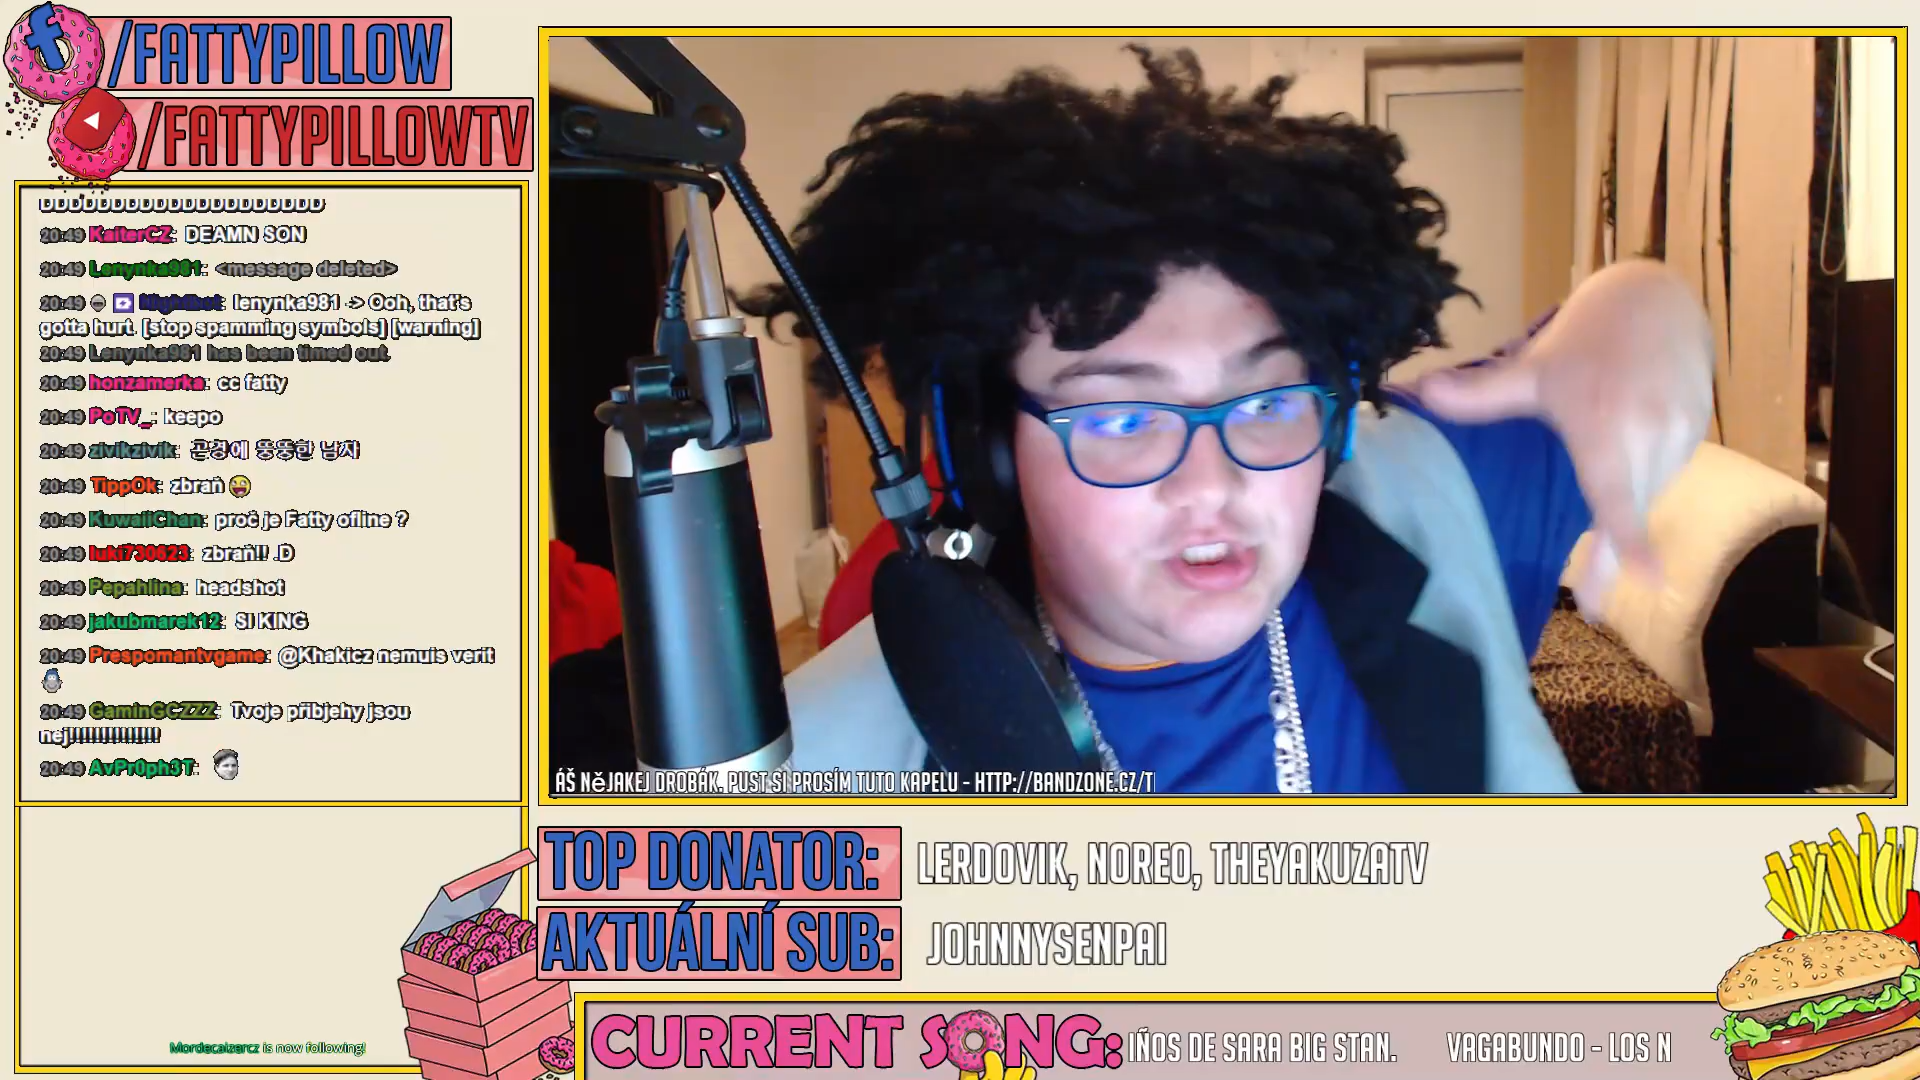 /FATTYPILLOW
/FATTYPILLOWTV
DDDDDDDDDDDDDDDDDDDD
20:49 KaiterCZ: DEAMN SON
20:49 Lenynka981: <message deleted>
20:49 Nightbot: lenynka981 -> Ooh, that's
gotta hurt. [stop spamming symbols] [warning]
20:49 Lenynka981 has been timed out.
20:49 honzamerka: cc fatty
20:49 PoTV_: keepo
20:49 zivikzivik: 곤경에 뚱뚱한 남자
20:49 TippOk: zbraň
20:49 KuwaiiChan: proč je Fatty ofline ?
20:49 luki730623: zbraň!! :D
20:49 Pepahlina: headshot
20:49 jakubmarek12: SI KING
20:49 Prespomantvgame: @Khakicz nemuis verit
20:49 GaminGCZZZ: Tvoje příbjehy jsou
nej!!!!!!!!!!!!!!
20:49 AvPr0ph3T:
ÁŠ NěJAKEJ DROBÁK. PUST SI PROSÍM TUTO KAPELU - HTTP://BANDZONE.CZ/T
TOP DONATOR: LERDOVIK, NOREO, THEYAKUZATV
AKTUÁLNÍ SUB: JOHNNYSENPAI
Mordecaizercz is now following!
CURRENT SONG: IÑOS DE SARA BIG STAN. VAGABUNDO - LOS N